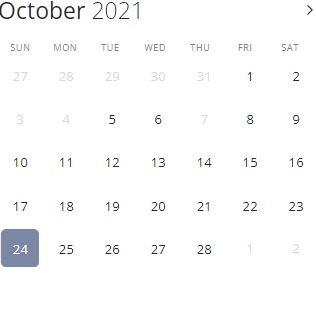 October 2021
SUN MON TUE WED THU FRI SAT
27 28 29 30 31 1 2
3 4 5 6 7 8 9
10 11 12 13 14 15 16
17 18 19 20 21 22 23
24 25 26 27 28 1 2